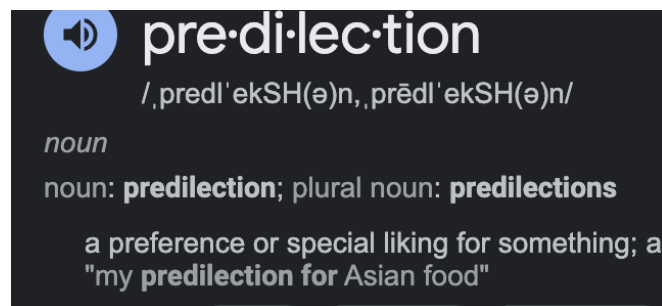 pre·di·lec·tion
/ˌpredlˈekSH(ə)n,ˌprēdlˈekSH(ə)n/
noun
noun: predilection; plural noun: predilections
a preference or special liking for something; a
"my predilection for Asian food"